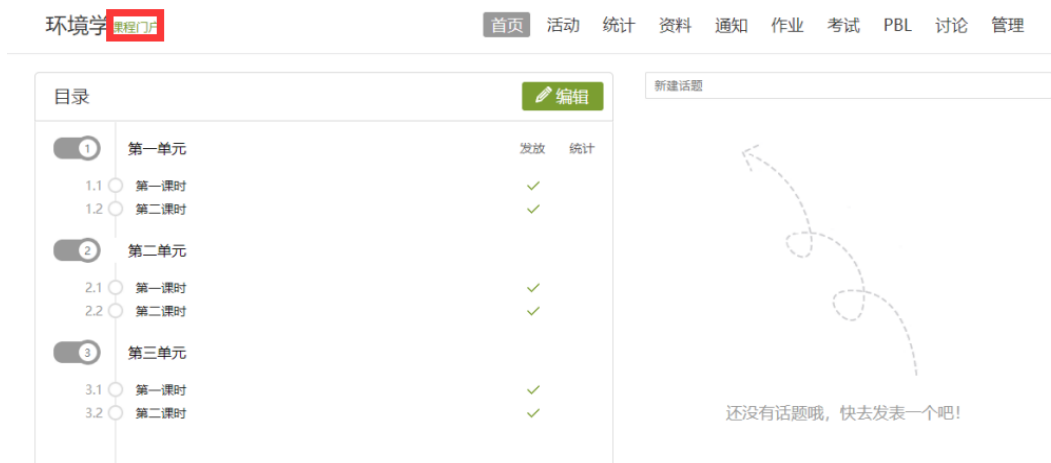 环境学 课程门户 首页 活动 统计 资料 通知 作业 考试 PBL 讨论 管理
目录 编辑
新建话题
1 第一单元 发放 统计
1.1 第一课时
1.2 第二课时
2 第二单元
2.1 第一课时
2.2 第二课时
3 第三单元
3.1 第一课时
3.2 第二课时
还没有话题哦，快去发表一个吧！